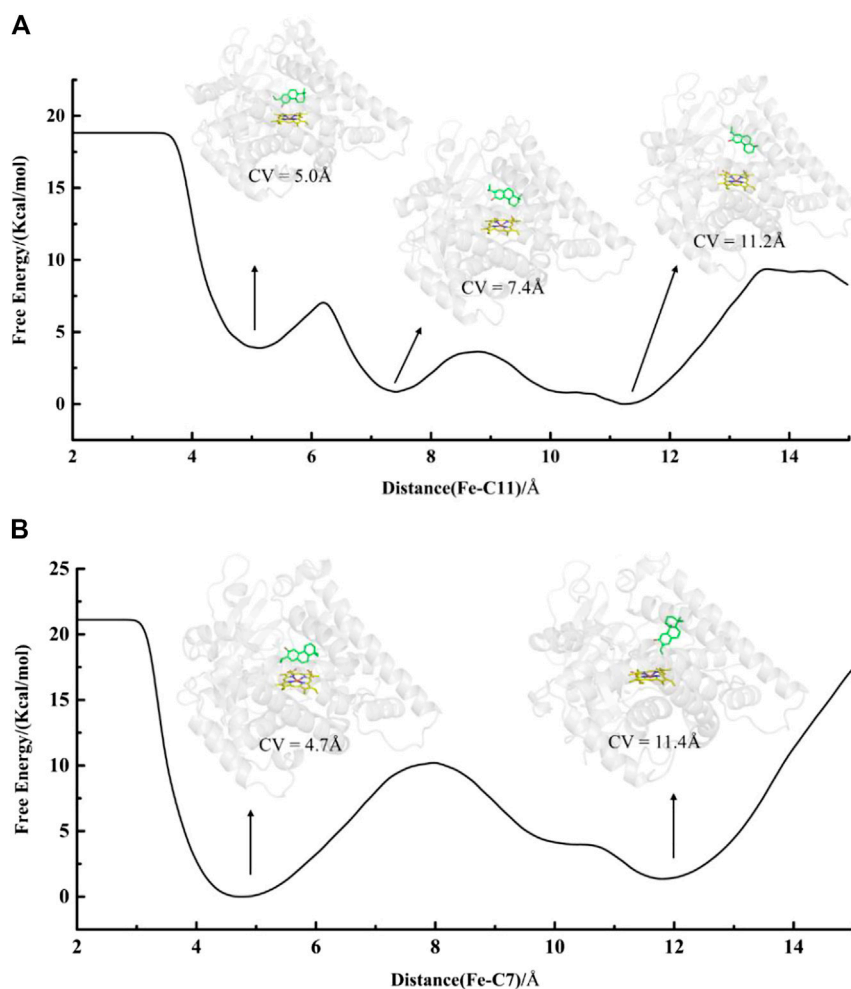 A
CV = 5.0Å
CV = 7.4Å
CV = 11.2Å
Free Energy/(Kcal/mol)
20
15
10
5
0
2 4 6 8 10 12 14
Distance(Fe-C11)/Å
B
CV = 4.7Å
CV = 11.4Å
Free Energy/(Kcal/mol)
25
20
15
10
5
0
2 4 6 8 10 12 14
Distance(Fe-C7)/Å